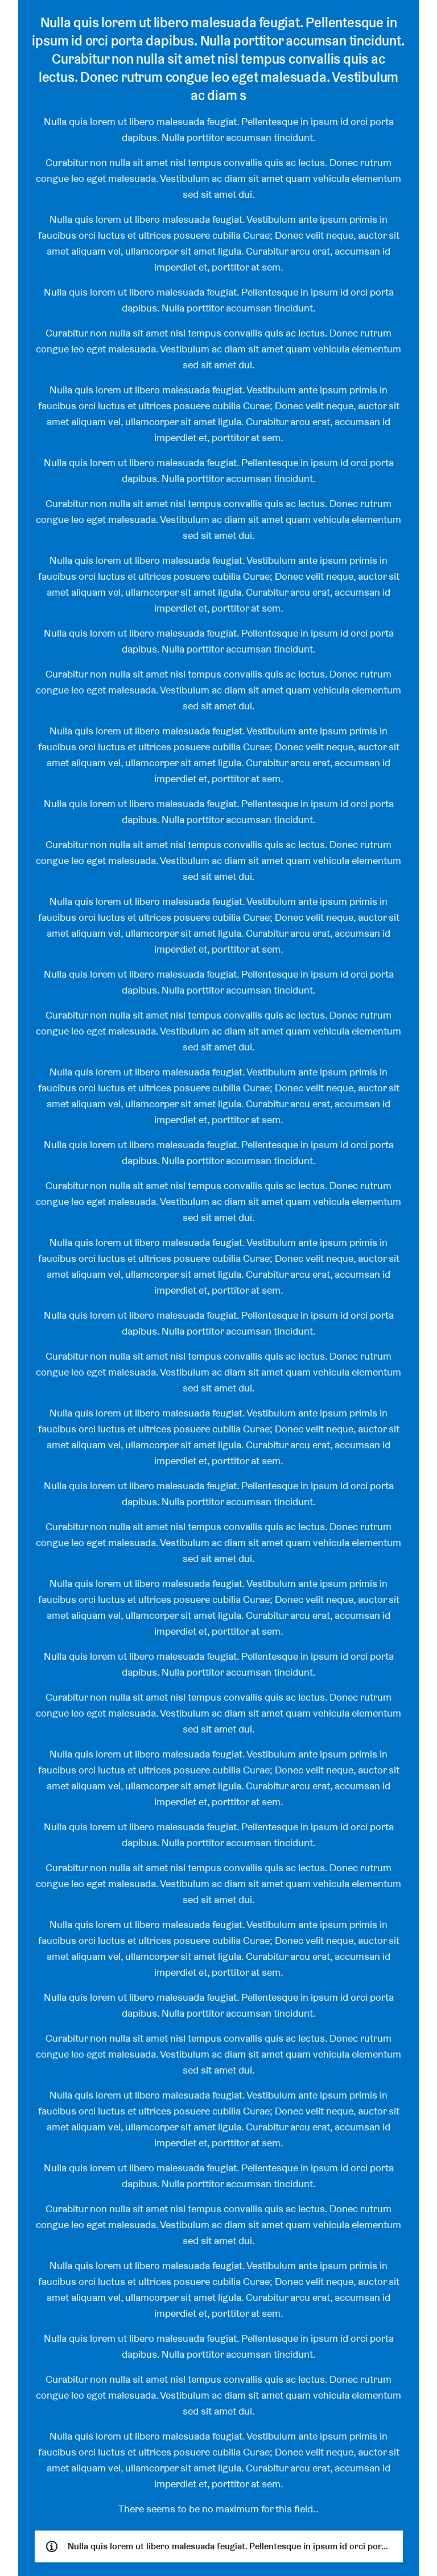 Nulla quis lorem ut libero malesuada feugiat. Pellentesque in
ipsum id orci porta dapibus. Nulla porttitor accumsan tincidunt.
Curabitur non nulla sit amet nisl tempus convallis quis ac
lectus. Donec rutrum congue leo eget malesuada. Vestibulum
ac diam s
Nulla quis lorem ut libero malesuada feugiat. Pellentesque in ipsum id orci porta
dapibus. Nulla porttitor accumsan tincidunt.
Curabitur non nulla sit amet nisl tempus convallis quis ac lectus. Donec rutrum
congue leo eget malesuada. Vestibulum ac diam sit amet quam vehicula elementum
sed sit amet dui.
Nulla quis lorem ut libero malesuada feugiat. Vestibulum ante ipsum primis in
faucibus orci luctus et ultrices posuere cubilia Curae; Donec velit neque, auctor sit
amet aliquam vel, ullamcorper sit amet ligula. Curabitur arcu erat, accumsan id
imperdiet et, porttitor at sem.
Nulla quis lorem ut libero malesuada feugiat. Pellentesque in ipsum id orci porta
dapibus. Nulla porttitor accumsan tincidunt.
Curabitur non nulla sit amet nisl tempus convallis quis ac lectus. Donec rutrum
congue leo eget malesuada. Vestibulum ac diam sit amet quam vehicula elementum
sed sit amet dui.
Nulla quis lorem ut libero malesuada feugiat. Vestibulum ante ipsum primis in
faucibus orci luctus et ultrices posuere cubilia Curae; Donec velit neque, auctor sit
amet aliquam vel, ullamcorper sit amet ligula. Curabitur arcu erat, accumsan id
imperdiet et, porttitor at sem.
Nulla quis lorem ut libero malesuada feugiat. Pellentesque in ipsum id orci porta
dapibus. Nulla porttitor accumsan tincidunt.
Curabitur non nulla sit amet nisl tempus convallis quis ac lectus. Donec rutrum
congue leo eget malesuada. Vestibulum ac diam sit amet quam vehicula elementum
sed sit amet dui.
Nulla quis lorem ut libero malesuada feugiat. Vestibulum ante ipsum primis in
faucibus orci luctus et ultrices posuere cubilia Curae; Donec velit neque, auctor sit
amet aliquam vel, ullamcorper sit amet ligula. Curabitur arcu erat, accumsan id
imperdiet et, porttitor at sem.
Nulla quis lorem ut libero malesuada feugiat. Pellentesque in ipsum id orci porta
dapibus. Nulla porttitor accumsan tincidunt.
Curabitur non nulla sit amet nisl tempus convallis quis ac lectus. Donec rutrum
congue leo eget malesuada. Vestibulum ac diam sit amet quam vehicula elementum
sed sit amet dui.
Nulla quis lorem ut libero malesuada feugiat. Vestibulum ante ipsum primis in
faucibus orci luctus et ultrices posuere cubilia Curae; Donec velit neque, auctor sit
amet aliquam vel, ullamcorper sit amet ligula. Curabitur arcu erat, accumsan id
imperdiet et, porttitor at sem.
Nulla quis lorem ut libero malesuada feugiat. Pellentesque in ipsum id orci porta
dapibus. Nulla porttitor accumsan tincidunt.
Curabitur non nulla sit amet nisl tempus convallis quis ac lectus. Donec rutrum
congue leo eget malesuada. Vestibulum ac diam sit amet quam vehicula elementum
sed sit amet dui.
Nulla quis lorem ut libero malesuada feugiat. Vestibulum ante ipsum primis in
faucibus orci luctus et ultrices posuere cubilia Curae; Donec velit neque, auctor sit
amet aliquam vel, ullamcorper sit amet ligula. Curabitur arcu erat, accumsan id
imperdiet et, porttitor at sem.
Nulla quis lorem ut libero malesuada feugiat. Pellentesque in ipsum id orci porta
dapibus. Nulla porttitor accumsan tincidunt.
Curabitur non nulla sit amet nisl tempus convallis quis ac lectus. Donec rutrum
congue leo eget malesuada. Vestibulum ac diam sit amet quam vehicula elementum
sed sit amet dui.
Nulla quis lorem ut libero malesuada feugiat. Vestibulum ante ipsum primis in
faucibus orci luctus et ultrices posuere cubilia Curae; Donec velit neque, auctor sit
amet aliquam vel, ullamcorper sit amet ligula. Curabitur arcu erat, accumsan id
imperdiet et, porttitor at sem.
Nulla quis lorem ut libero malesuada feugiat. Pellentesque in ipsum id orci porta
dapibus. Nulla porttitor accumsan tincidunt.
Curabitur non nulla sit amet nisl tempus convallis quis ac lectus. Donec rutrum
congue leo eget malesuada. Vestibulum ac diam sit amet quam vehicula elementum
sed sit amet dui.
Nulla quis lorem ut libero malesuada feugiat. Vestibulum ante ipsum primis in
faucibus orci luctus et ultrices posuere cubilia Curae; Donec velit neque, auctor sit
amet aliquam vel, ullamcorper sit amet ligula. Curabitur arcu erat, accumsan id
imperdiet et, porttitor at sem.
Nulla quis lorem ut libero malesuada feugiat. Pellentesque in ipsum id orci porta
dapibus. Nulla porttitor accumsan tincidunt.
Curabitur non nulla sit amet nisl tempus convallis quis ac lectus. Donec rutrum
congue leo eget malesuada. Vestibulum ac diam sit amet quam vehicula elementum
sed sit amet dui.
Nulla quis lorem ut libero malesuada feugiat. Vestibulum ante ipsum primis in
faucibus orci luctus et ultrices posuere cubilia Curae; Donec velit neque, auctor sit
amet aliquam vel, ullamcorper sit amet ligula. Curabitur arcu erat, accumsan id
imperdiet et, porttitor at sem.
Nulla quis lorem ut libero malesuada feugiat. Pellentesque in ipsum id orci porta
dapibus. Nulla porttitor accumsan tincidunt.
Curabitur non nulla sit amet nisl tempus convallis quis ac lectus. Donec rutrum
congue leo eget malesuada. Vestibulum ac diam sit amet quam vehicula elementum
sed sit amet dui.
Nulla quis lorem ut libero malesuada feugiat. Vestibulum ante ipsum primis in
faucibus orci luctus et ultrices posuere cubilia Curae; Donec velit neque, auctor sit
amet aliquam vel, ullamcorper sit amet ligula. Curabitur arcu erat, accumsan id
imperdiet et, porttitor at sem.
Nulla quis lorem ut libero malesuada feugiat. Pellentesque in ipsum id orci porta
dapibus. Nulla porttitor accumsan tincidunt.
Curabitur non nulla sit amet nisl tempus convallis quis ac lectus. Donec rutrum
congue leo eget malesuada. Vestibulum ac diam sit amet quam vehicula elementum
sed sit amet dui.
Nulla quis lorem ut libero malesuada feugiat. Vestibulum ante ipsum primis in
faucibus orci luctus et ultrices posuere cubilia Curae; Donec velit neque, auctor sit
amet aliquam vel, ullamcorper sit amet ligula. Curabitur arcu erat, accumsan id
imperdiet et, porttitor at sem.
Nulla quis lorem ut libero malesuada feugiat. Pellentesque in ipsum id orci porta
dapibus. Nulla porttitor accumsan tincidunt.
Curabitur non nulla sit amet nisl tempus convallis quis ac lectus. Donec rutrum
congue leo eget malesuada. Vestibulum ac diam sit amet quam vehicula elementum
sed sit amet dui.
Nulla quis lorem ut libero malesuada feugiat. Vestibulum ante ipsum primis in
faucibus orci luctus et ultrices posuere cubilia Curae; Donec velit neque, auctor sit
amet aliquam vel, ullamcorper sit amet ligula. Curabitur arcu erat, accumsan id
imperdiet et, porttitor at sem.
Nulla quis lorem ut libero malesuada feugiat. Pellentesque in ipsum id orci porta
dapibus. Nulla porttitor accumsan tincidunt.
Curabitur non nulla sit amet nisl tempus convallis quis ac lectus. Donec rutrum
congue leo eget malesuada. Vestibulum ac diam sit amet quam vehicula elementum
sed sit amet dui.
Nulla quis lorem ut libero malesuada feugiat. Vestibulum ante ipsum primis in
faucibus orci luctus et ultrices posuere cubilia Curae; Donec velit neque, auctor sit
amet aliquam vel, ullamcorper sit amet ligula. Curabitur arcu erat, accumsan id
imperdiet et, porttitor at sem.
Nulla quis lorem ut libero malesuada feugiat. Pellentesque in ipsum id orci porta
dapibus. Nulla porttitor accumsan tincidunt.
Curabitur non nulla sit amet nisl tempus convallis quis ac lectus. Donec rutrum
congue leo eget malesuada. Vestibulum ac diam sit amet quam vehicula elementum
sed sit amet dui.
Nulla quis lorem ut libero malesuada feugiat. Vestibulum ante ipsum primis in
faucibus orci luctus et ultrices posuere cubilia Curae; Donec velit neque, auctor sit
amet aliquam vel, ullamcorper sit amet ligula. Curabitur arcu erat, accumsan id
imperdiet et, porttitor at sem.
Nulla quis lorem ut libero malesuada feugiat. Pellentesque in ipsum id orci porta
dapibus. Nulla porttitor accumsan tincidunt.
Curabitur non nulla sit amet nisl tempus convallis quis ac lectus. Donec rutrum
congue leo eget malesuada. Vestibulum ac diam sit amet quam vehicula elementum
sed sit amet dui.
Nulla quis lorem ut libero malesuada feugiat. Vestibulum ante ipsum primis in
faucibus orci luctus et ultrices posuere cubilia Curae; Donec velit neque, auctor sit
amet aliquam vel, ullamcorper sit amet ligula. Curabitur arcu erat, accumsan id
imperdiet et, porttitor at sem.
There seems to be no maximum for this field..
Nulla quis lorem ut libero malesuada feugiat. Pellentesque in ipsum id orci por...